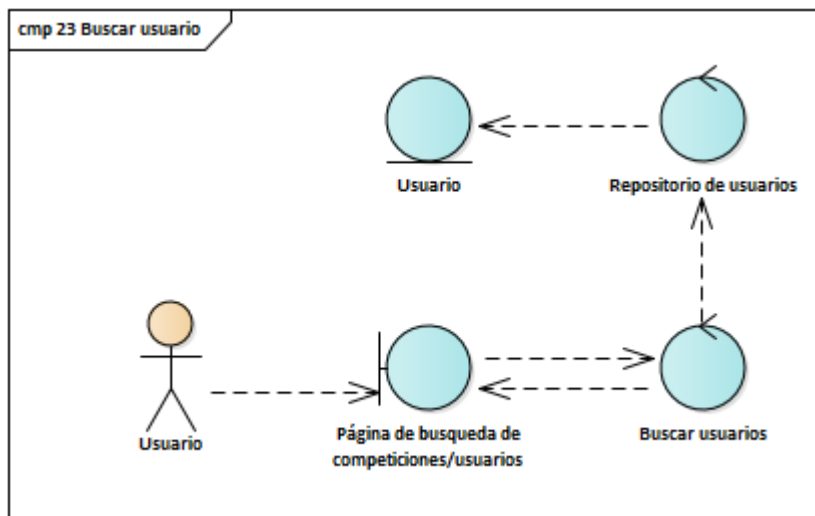 cmp 23 Buscar usuario
Usuario
Repositorio de usuarios
Usuario
Página de busqueda de
competiciones/usuarios
Buscar usuarios